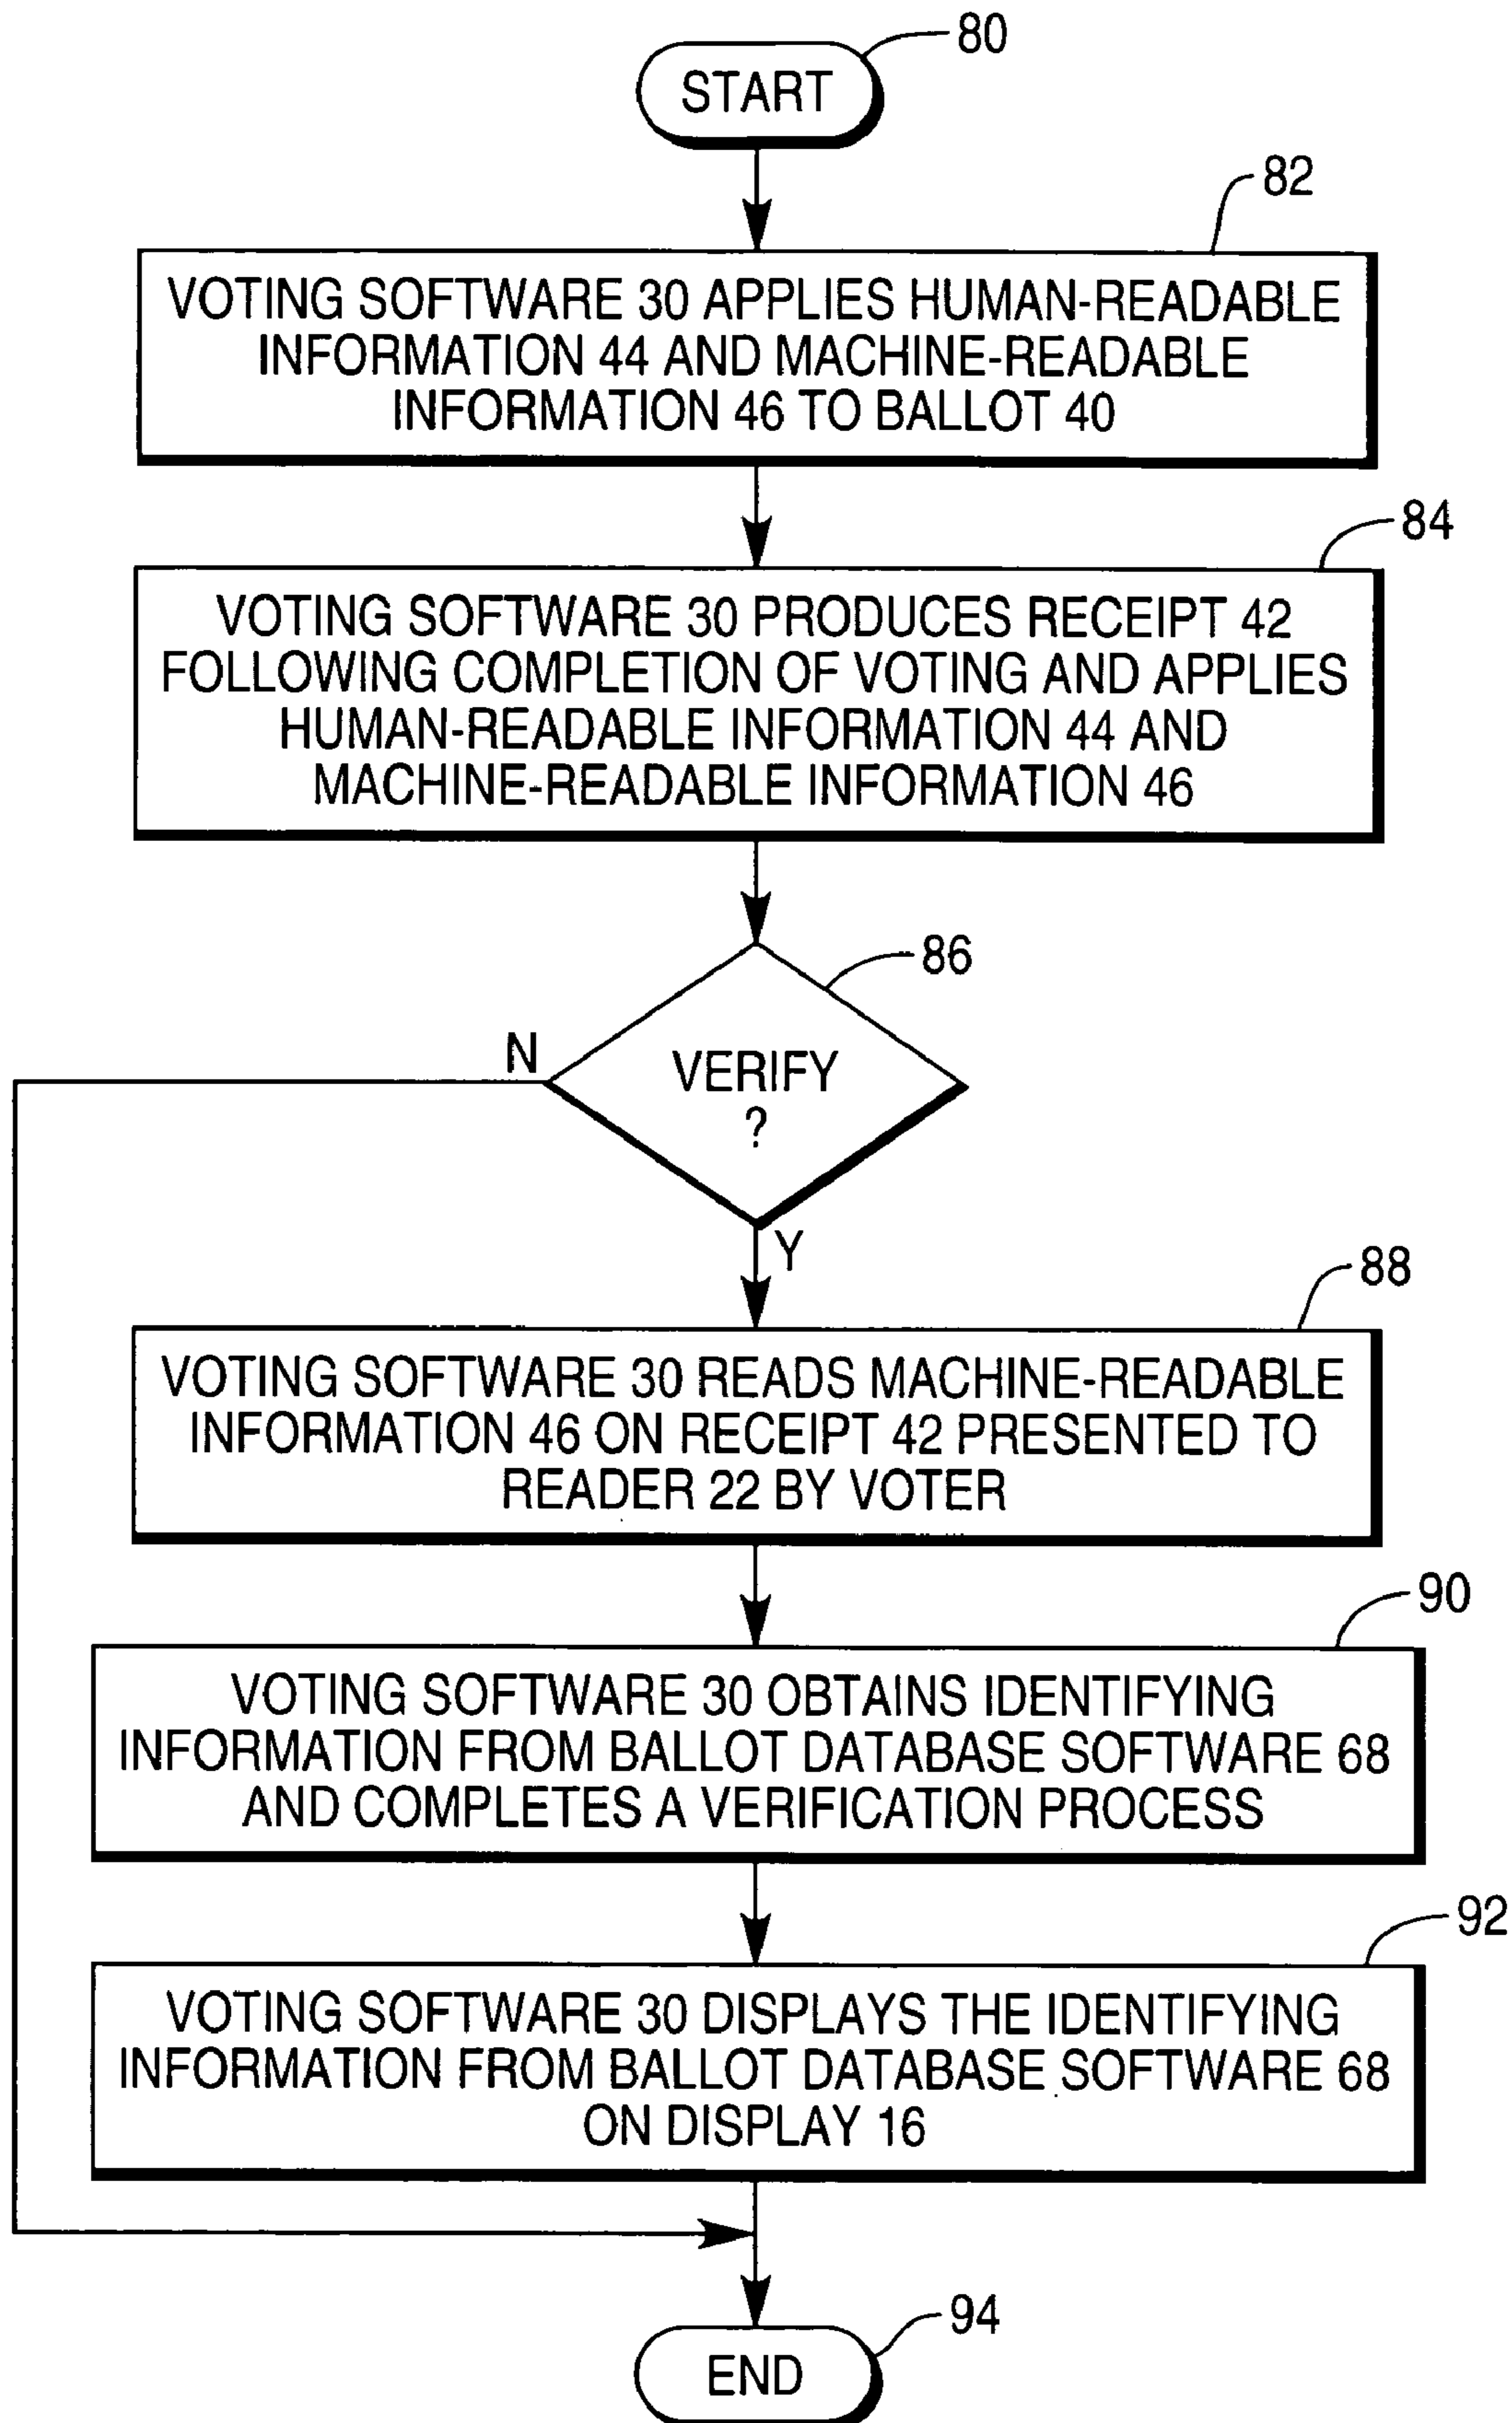 80
START
82
VOTING SOFTWARE 30 APPLIES HUMAN-READABLE
INFORMATION 44 AND MACHINE-READABLE
INFORMATION 46 TO BALLOT 40
84
VOTING SOFTWARE 30 PRODUCES RECEIPT 42
FOLLOWING COMPLETION OF VOTING AND APPLIES
HUMAN-READABLE INFORMATION 44 AND
MACHINE-READABLE INFORMATION 46
86
N
VERIFY
?
Y
88
VOTING SOFTWARE 30 READS MACHINE-READABLE
INFORMATION 46 ON RECEIPT 42 PRESENTED TO
READER 22 BY VOTER
90
VOTING SOFTWARE 30 OBTAINS IDENTIFYING
INFORMATION FROM BALLOT DATABASE SOFTWARE 68
AND COMPLETES A VERIFICATION PROCESS
92
VOTING SOFTWARE 30 DISPLAYS THE IDENTIFYING
INFORMATION FROM BALLOT DATABASE SOFTWARE 68
ON DISPLAY 16
94
END